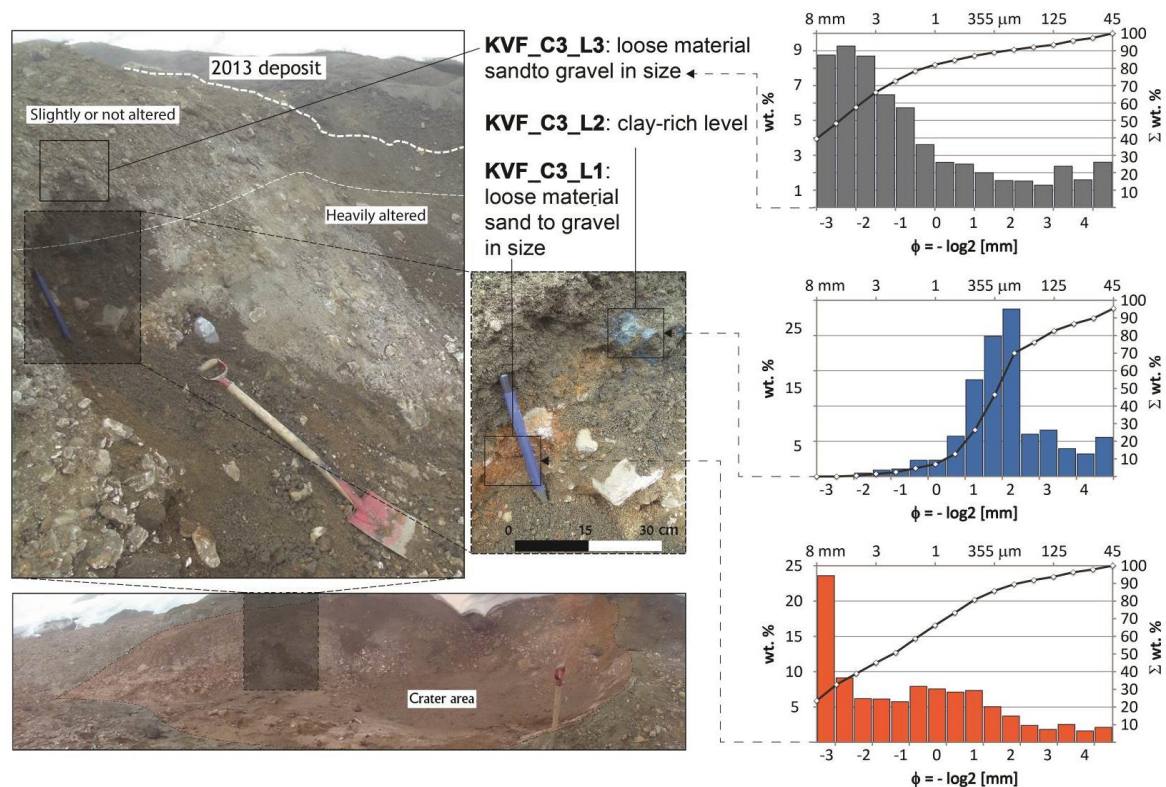 2013 deposit
Slightly or not altered
Heavily altered
KVF_C3_L3: loose material
sandto gravel in size
KVF_C3_L2: clay-rich level
KVF_C3_L1:
loose material
sand to gravel
in size
0 15 30 cm
Crater area
8 mm 3 1 355 µm 125 45
wt. %
9
7
5
3
1
Σ wt. %
100
90
80
70
60
50
40
30
20
10
-3 -2 -1 0 1 2 3 4
ϕ = - log2 [mm]
8 mm 3 1 355 µm 125 45
wt. %
25
15
5
Σ wt. %
100
90
80
70
60
50
40
30
20
10
-3 -2 -1 0 1 2 3 4
ϕ = - log2 [mm]
8 mm 3 1 355 µm 125 45
wt. %
25
20
15
10
5
Σ wt. %
100
90
80
70
60
50
40
30
20
10
-3 -2 -1 0 1 2 3 4
ϕ = - log2 [mm]